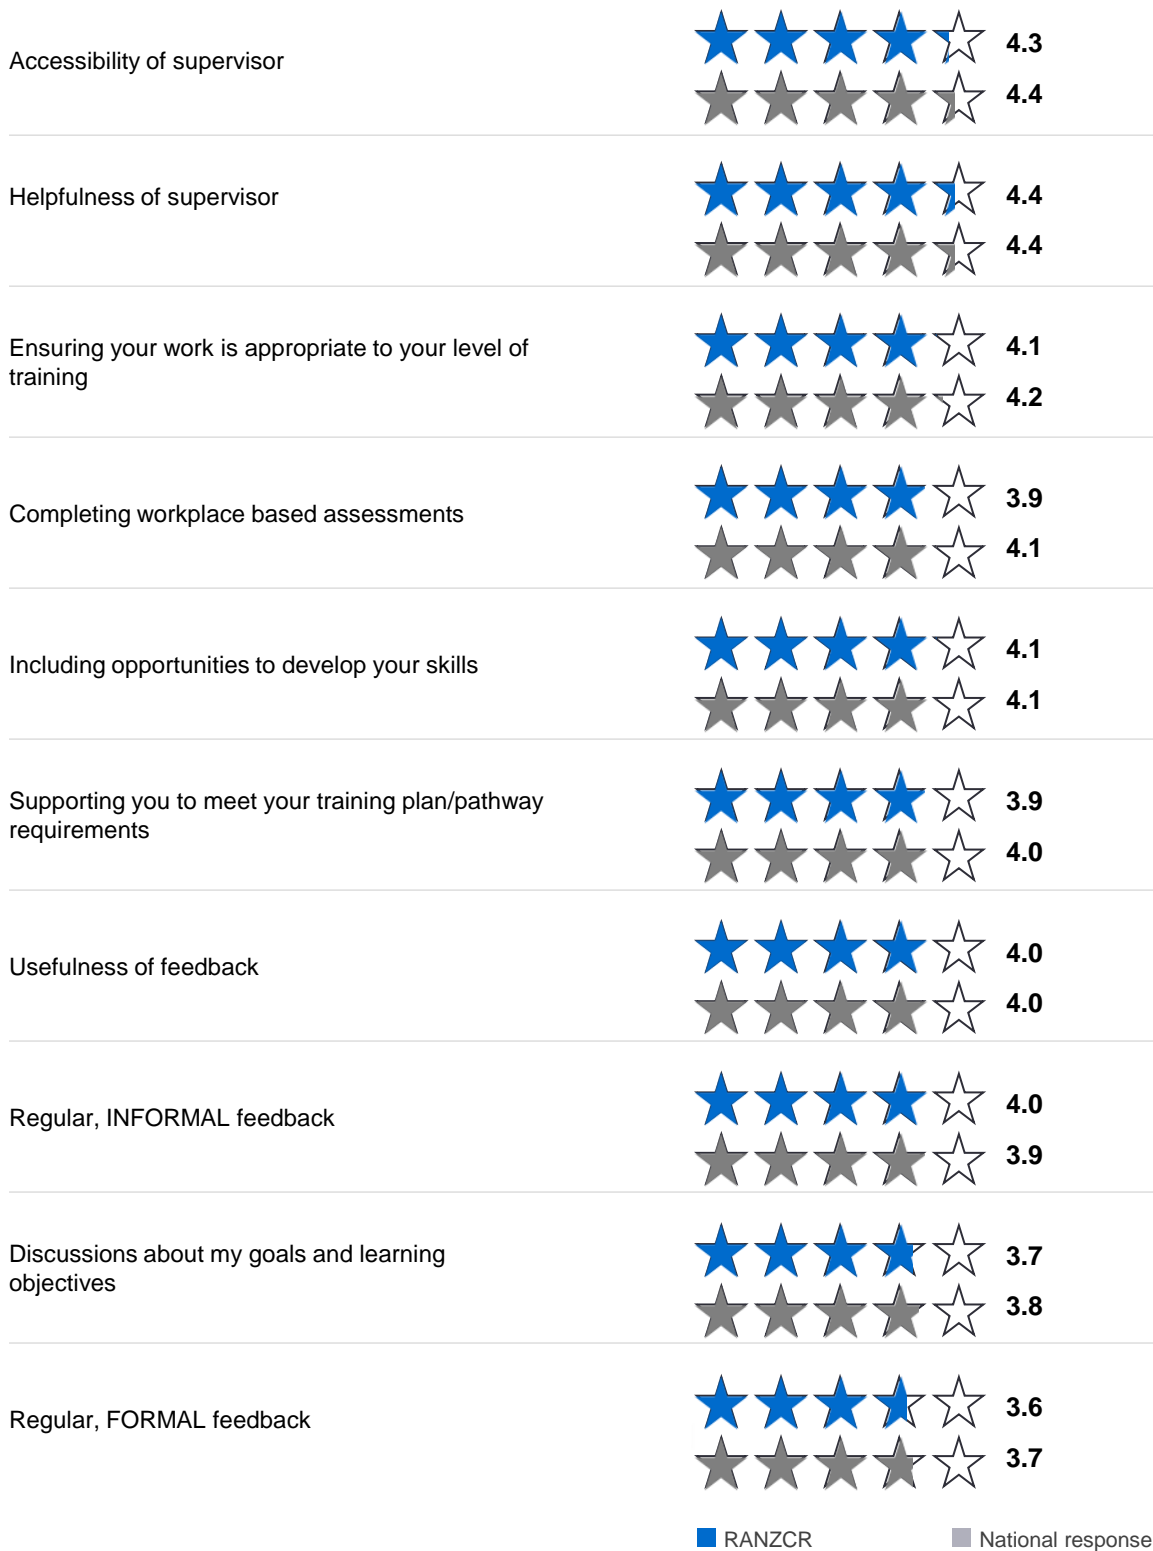 Accessibility of supervisor
4.3
4.4
Helpfulness of supervisor
4.4
4.4
Ensuring your work is appropriate to your level of
training
4.1
4.2
Completing workplace based assessments
3.9
4.1
Including opportunities to develop your skills
4.1
4.1
Supporting you to meet your training plan/pathway
requirements
3.9
4.0
Usefulness of feedback
4.0
4.0
Regular, INFORMAL feedback
4.0
3.9
Discussions about my goals and learning
objectives
3.7
3.8
Regular, FORMAL feedback
3.6
3.7
RANZCR
National response